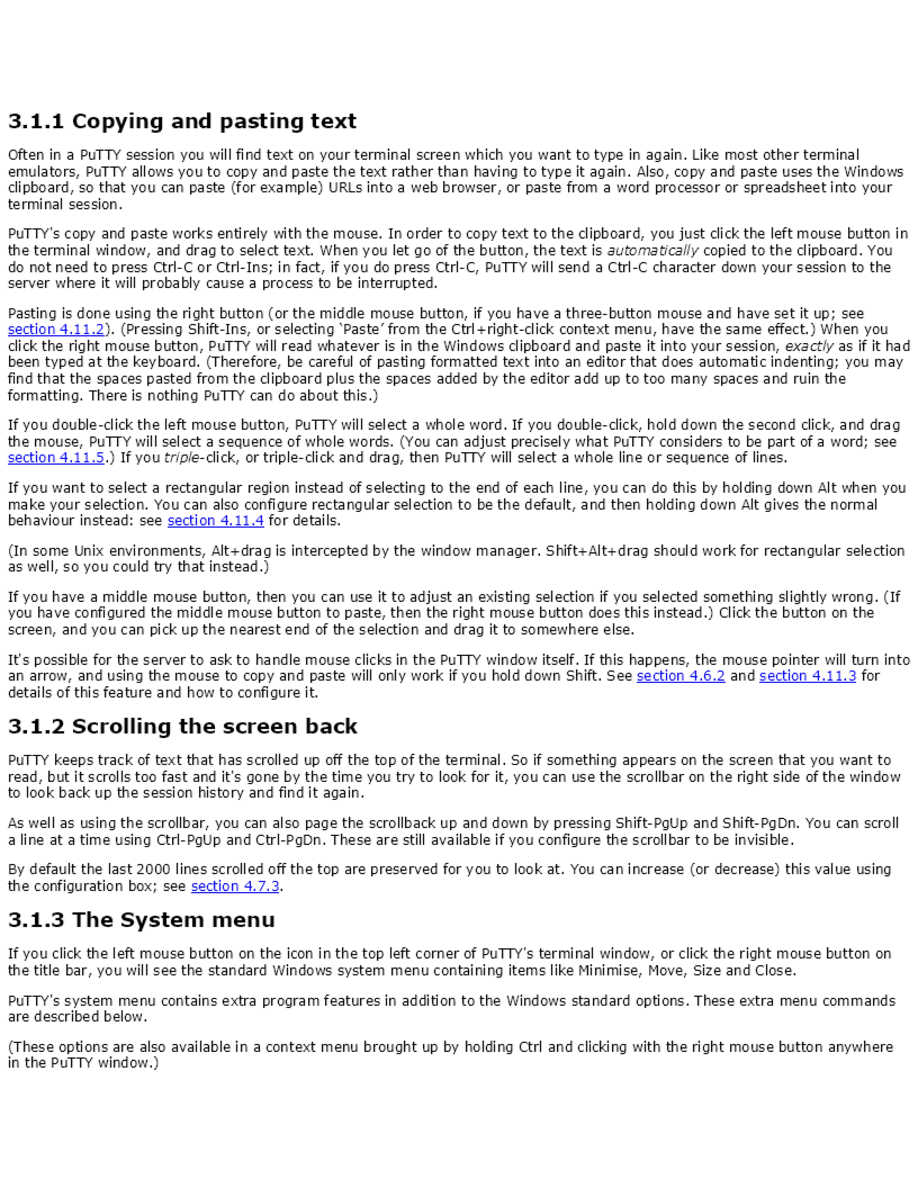 3.1.1 Copying and pasting text
Often in a PuTTY session you will find text on your terminal screen which you want to type in again. Like most other terminal
emulators, PuTTY allows you to copy and paste the text rather than having to type it again. Also, copy and paste uses the Windows
clipboard, so that you can paste (for example) URLs into a web browser, or paste from a word processor or spreadsheet into your
terminal session.
PuTTY's copy and paste works entirely with the mouse. In order to copy text to the clipboard, you just click the left mouse button in
the terminal window, and drag to select text. When you let go of the button, the text is automatically copied to the clipboard. You
do not need to press Ctrl-C or Ctrl-Ins; in fact, if you do press Ctrl-C, PuTTY will send a Ctrl-C character down your session to the
server where it will probably cause a process to be interrupted.
Pasting is done using the right button (or the middle mouse button, if you have a three-button mouse and have set it up; see
section 4.11.2). (Pressing Shift-Ins, or selecting ‘Paste’ from the Ctrl+right-click context menu, have the same effect.) When you
click the right mouse button, PuTTY will read whatever is in the Windows clipboard and paste it into your session, exactly as if it had
been typed at the keyboard. (Therefore, be careful of pasting formatted text into an editor that does automatic indenting; you may
find that the spaces pasted from the clipboard plus the spaces added by the editor add up to too many spaces and ruin the
formatting. There is nothing PuTTY can do about this.)
If you double-click the left mouse button, PuTTY will select a whole word. If you double-click, hold down the second click, and drag
the mouse, PuTTY will select a sequence of whole words. (You can adjust precisely what PuTTY considers to be part of a word; see
section 4.11.5.) If you triple-click, or triple-click and drag, then PuTTY will select a whole line or sequence of lines.
If you want to select a rectangular region instead of selecting to the end of each line, you can do this by holding down Alt when you
make your selection. You can also configure rectangular selection to be the default, and then holding down Alt gives the normal
behaviour instead: see section 4.11.4 for details.
(In some Unix environments, Alt+drag is intercepted by the window manager. Shift+Alt+drag should work for rectangular selection
as well, so you could try that instead.)
If you have a middle mouse button, then you can use it to adjust an existing selection if you selected something slightly wrong. (If
you have configured the middle mouse button to paste, then the right mouse button does this instead.) Click the button on the
screen, and you can pick up the nearest end of the selection and drag it to somewhere else.
It's possible for the server to ask to handle mouse clicks in the PuTTY window itself. If this happens, the mouse pointer will turn into
an arrow, and using the mouse to copy and paste will only work if you hold down Shift. See section 4.6.2 and section 4.11.3 for
details of this feature and how to configure it.
3.1.2 Scrolling the screen back
PuTTY keeps track of text that has scrolled up off the top of the terminal. So if something appears on the screen that you want to
read, but it scrolls too fast and it's gone by the time you try to look for it, you can use the scrollbar on the right side of the window
to look back up the session history and find it again.
As well as using the scrollbar, you can also page the scrollback up and down by pressing Shift-PgUp and Shift-PgDn. You can scroll
a line at a time using Ctrl-PgUp and Ctrl-PgDn. These are still available if you configure the scrollbar to be invisible.
By default the last 2000 lines scrolled off the top are preserved for you to look at. You can increase (or decrease) this value using
the configuration box; see section 4.7.3.
3.1.3 The System menu
If you click the left mouse button on the icon in the top left corner of PuTTY's terminal window, or click the right mouse button on
the title bar, you will see the standard Windows system menu containing items like Minimise, Move, Size and Close.
PuTTY's system menu contains extra program features in addition to the Windows standard options. These extra menu commands
are described below.
(These options are also available in a context menu brought up by holding Ctrl and clicking with the right mouse button anywhere
in the PuTTY window.)